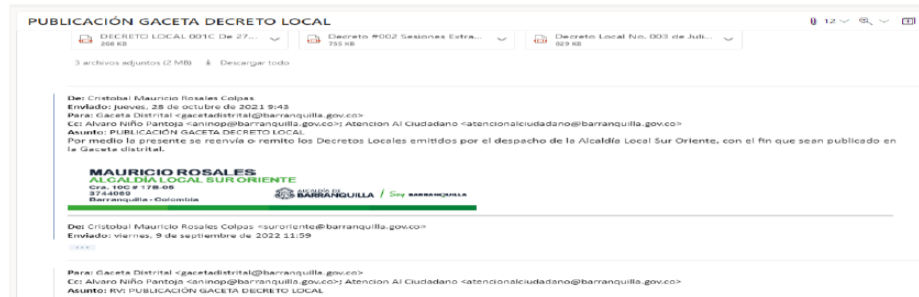 PUBLICACIÓN GACETA DECRETO LOCAL
12
DECRETO LOCAL 001C De 27...
268 KB
Decreto #002 Sesiones Extra...
755 KB
Decreto Local No. 003 de Juli...
829 KB
3 archivos adjuntos (2 MB) Descargar todo
De: Cristobal Mauricio Rosales Colpas
Enviado: jueves, 28 de octubre de 2021 9:43
Para: Gaceta Distrital <gacetadistrital@barranquilla.gov.co>
Cc: Alvaro Niño Pantoja <aninop@barranquilla.gov.co>; Atencion Al Ciudadano <atencionalciudadano@barranquilla.gov.co>
Asunto: PUBLICACIÓN GACETA DECRETO LOCAL
Por medio la presente se reenvía o remito los Decretos Locales emitidos por el despacho de la Alcaldía Local Sur Oriente, con el fin que sean publicado en
la Gaceta distrital.
MAURICIO ROSALES
ALCALDÍA LOCAL SUR ORIENTE
Cra. 10C # 17B-05
3744069
Barranquilla - Colombia
ALCALDÍA DE
BARRANQUILLA / Soy BARRANQUILLA
De: Cristobal Mauricio Rosales Colpas <suroriente@barranquilla.gov.co>
Enviado: viernes, 9 de septiembre de 2022 11:59
Para: Gaceta Distrital <gacetadistrital@barranquilla.gov.co>
Cc: Alvaro Niño Pantoja <aninop@barranquilla.gov.co>; Atencion Al Ciudadano <atencionalciudadano@barranquilla.gov.co>
Asunto: RV: PUBLICACIÓN GACETA DECRETO LOCAL